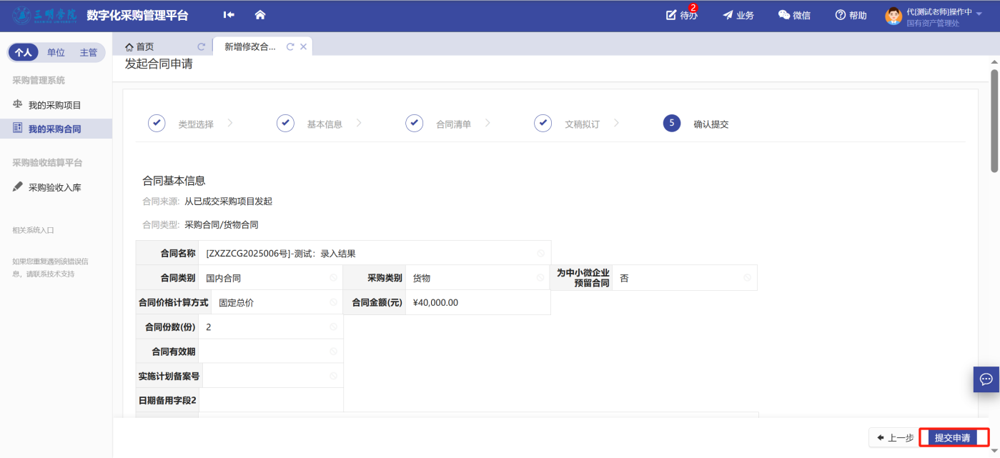 三明学院 数字化采购管理平台
待办 2 业务 微信 帮助 代[测试老师]操作中
国有资产管理处
个人 单位 主管
首页 新增修改合...
发起合同申请
采购管理系统
我的采购项目
我的采购合同
采购验收结算平台
采购验收入库
相关系统入口
如果您重复遇到该错误信
息，请联系技术支持
类型选择 基本信息 合同清单 文稿拟订 5 确认提交
合同基本信息
合同来源: 从已成交采购项目发起
合同类型: 采购合同/货物合同
合同名称 [ZXZZCG2025006号]-测试：录入结果
合同类别 国内合同 采购类别 货物 为中小微企业
预留合同 否
合同价格计算方式 固定总价 合同金额(元) ¥40,000.00
合同份数(份) 2
合同有效期
实施计划备案号
日期备用字段2
上一步 提交申请